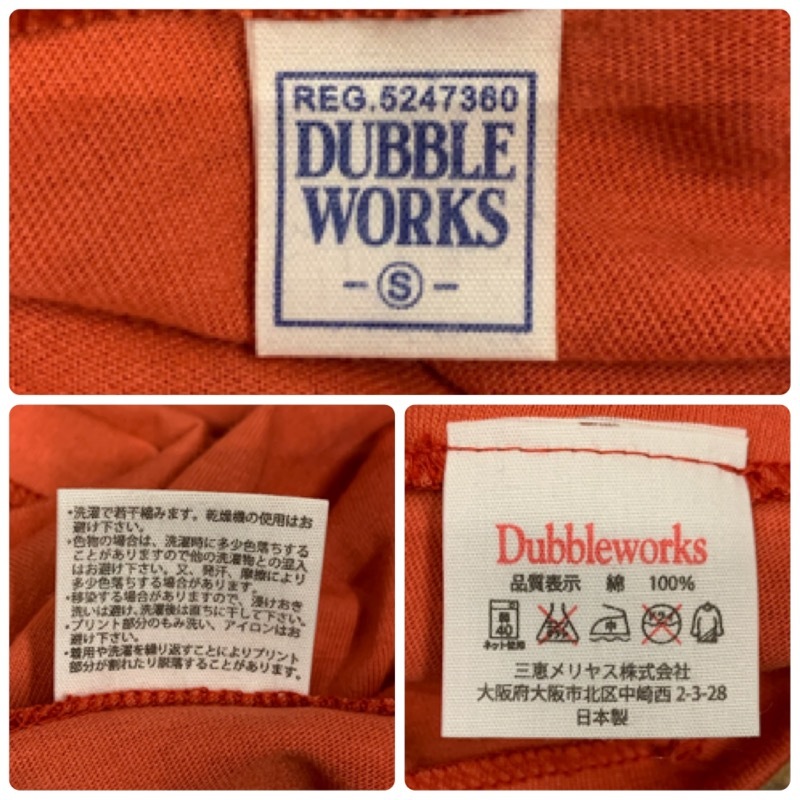 REG.5247360
DUBBLE
WORKS
-S-
・洗濯で若干縮みます。乾燥機の使用はお
避け下さい。
・色物の場合は、洗濯時に多少色落ちする
ことがありますので他の洗濯物との混入
はお避け下さい。又、発汗、摩擦により
多少色落ちする場合があります。
・移染する場合がありますので、浸けおき
洗いは避け、洗濯後は直ちに干して下さい。
・プリント部分のもみ洗い、アイロンはお
避け下さい。
・着用や洗濯を繰り返すことによりプリント
部分が割れたり脱落することがあります。
Dubbleworks
品質表示 綿 100%
弱 40 中 ドライ
ネット使用
三恵メリヤス株式会社
大阪府大阪市北区中崎西 2-3-28
日本製